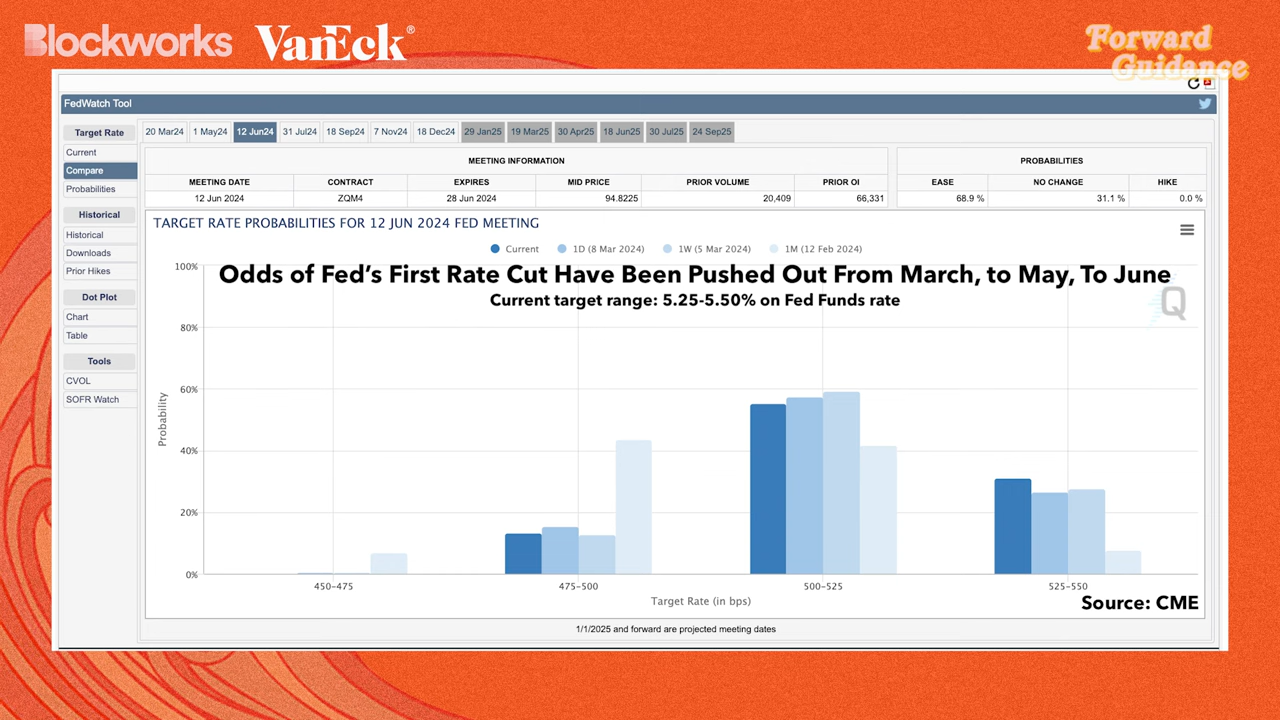 Blockworks VanEck®
Forward
Guidance
FedWatch Tool
Target Rate
Current
Compare
Probabilities
Historical
Historical
Downloads
Prior Hikes
Dot Plot
Chart
Table
Tools
CVOL
SOFR Watch
20 Mar24 1 May24 12 Jun24 31 Jul24 18 Sep24 7 Nov24 18 Dec24 29 Jan25 19 Mar25 30 Apr25 18 Jun25 30 Jul25 24 Sep25
MEETING INFORMATION
MEETING DATE CONTRACT EXPIRES MID PRICE PRIOR VOLUME PRIOR OI
12 Jun 2024 ZQM4 28 Jun 2024 94.8225 20,409 66,331
PROBABILITIES
EASE NO CHANGE HIKE
68.9 % 31.1 % 0.0 %
TARGET RATE PROBABILITIES FOR 12 JUN 2024 FED MEETING
Current 1D (8 Mar 2024) 1W (5 Mar 2024) 1M (12 Feb 2024)
Odds of Fed's First Rate Cut Have Been Pushed Out From March, to May, To June
Current target range: 5.25-5.50% on Fed Funds rate
Q
Probability
100%
80%
60%
40%
20%
0%
450-475 475-500 500-525 525-550
Target Rate (in bps)
Source: CME
1/1/2025 and forward are projected meeting dates